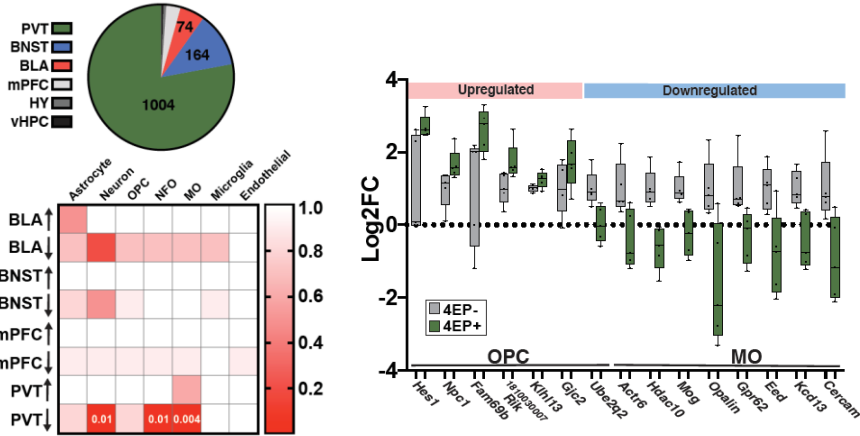 PVT
BNST
BLA
mPFC
HY
vHPC
74
164
1004
Astrocyte
Neuron
OPC
NFO
MO
Microglia
Endothelial
BLA↑
BLA↓
BNST↑
BNST↓
mPFC↑
mPFC↓
PVT↑
PVT↓
0.01 0.01 0.004
1.0
0.8
0.6
0.4
0.2
Upregulated Downregulated
Log2FC
4
2
0
-2
-4
4EP-
4EP+
OPC MO
Hes1
Npc1
Fam69b
1810030007
Rik
Klhl13
Gjc2
Ube2q2
Actr6
Hdac10
Mog
Opalin
Gpr62
Eed
Kcd13
Cercam